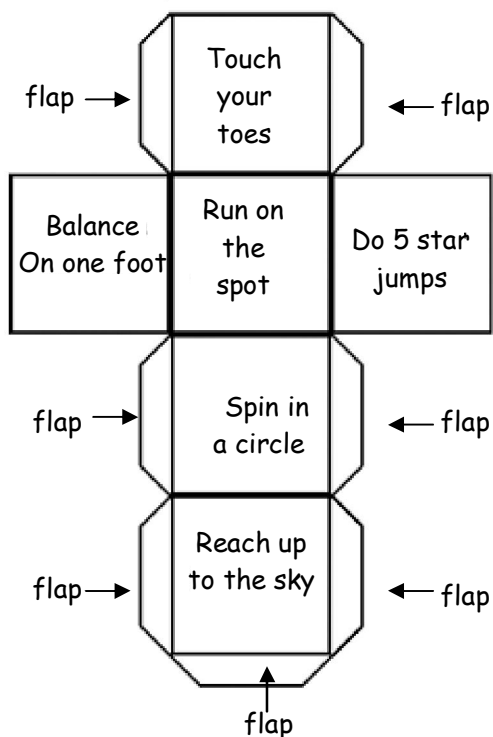 Touch
your
toes
flap
flap
Balance
On one foot
Run on
the
spot
Do 5 star
jumps
flap
Spin in
a circle
flap
Reach up
to the sky
flap
flap
flap